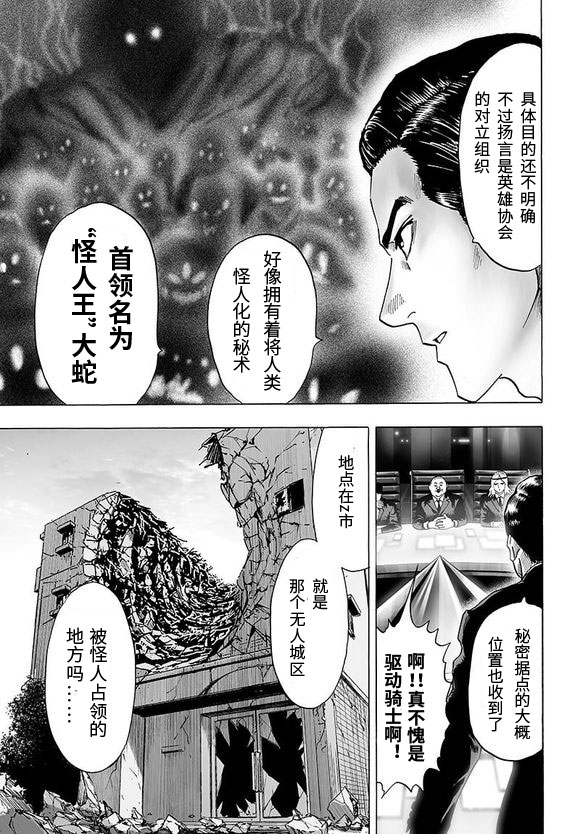 具体目的还不明确
不过扬言是英雄协会
的对立组织
好像拥有着将人类
怪人化的秘术
首领名为
“怪人王”大蛇
秘密据点的大概
位置也收到了
啊!!真不愧是
驱动骑士啊！
地点在Z市
就是
那个无人城区
被怪人占领的
地方吗……